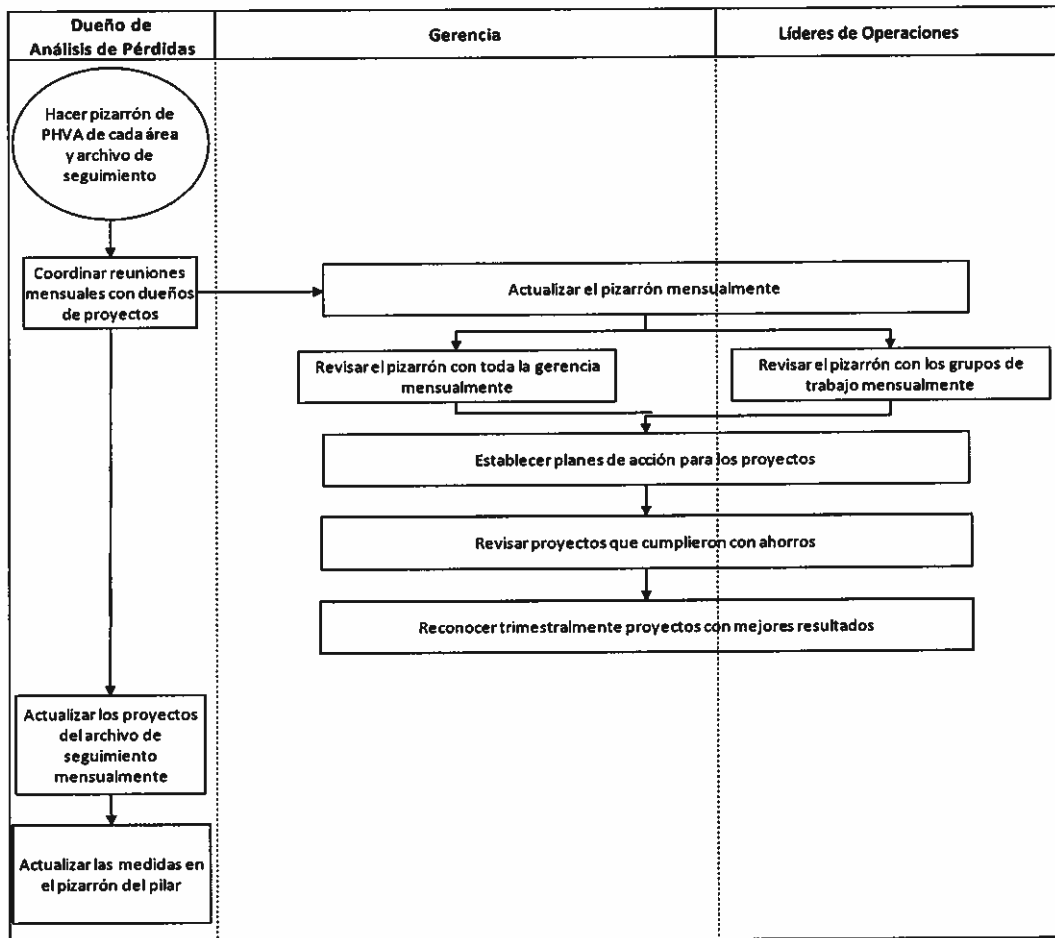 Dueño de
Análisis de Pérdidas
Gerencia
Líderes de Operaciones
Hacer pizarrón de
PHVA de cada área
y archivo de
seguimiento
Coordinar reuniones
mensuales con dueños
de proyectos
Actualizar el pizarrón mensualmente
Revisar el pizarrón con toda la gerencia
mensualmente
Revisar el pizarrón con los grupos de
trabajo mensualmente
Establecer planes de acción para los proyectos
Revisar proyectos que cumplieron con ahorros
Reconocer trimestralmente proyectos con mejores resultados
Actualizar los proyectos
del archivo de
seguimiento
mensualmente
Actualizar las medidas en
el pizarrón del pilar